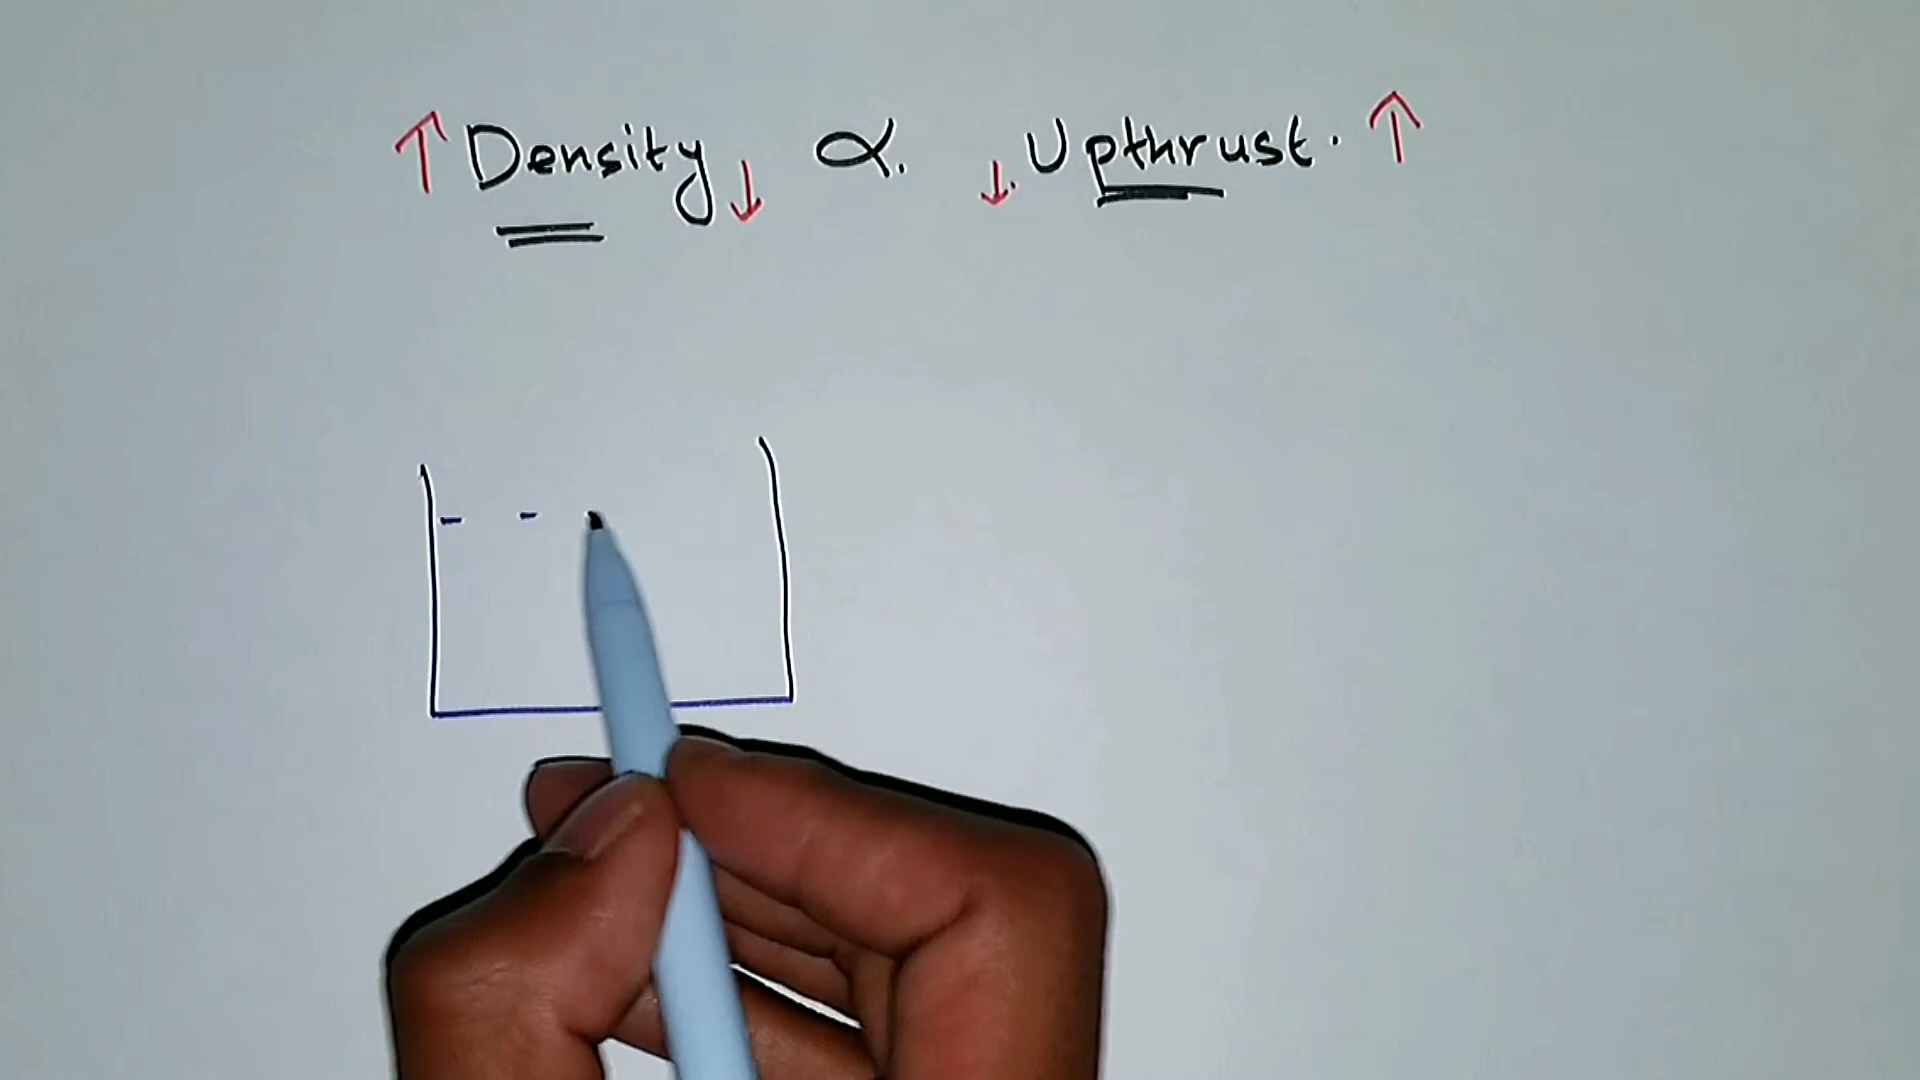 ↑ Density ↓ α. ↓. Upthrust. ↑